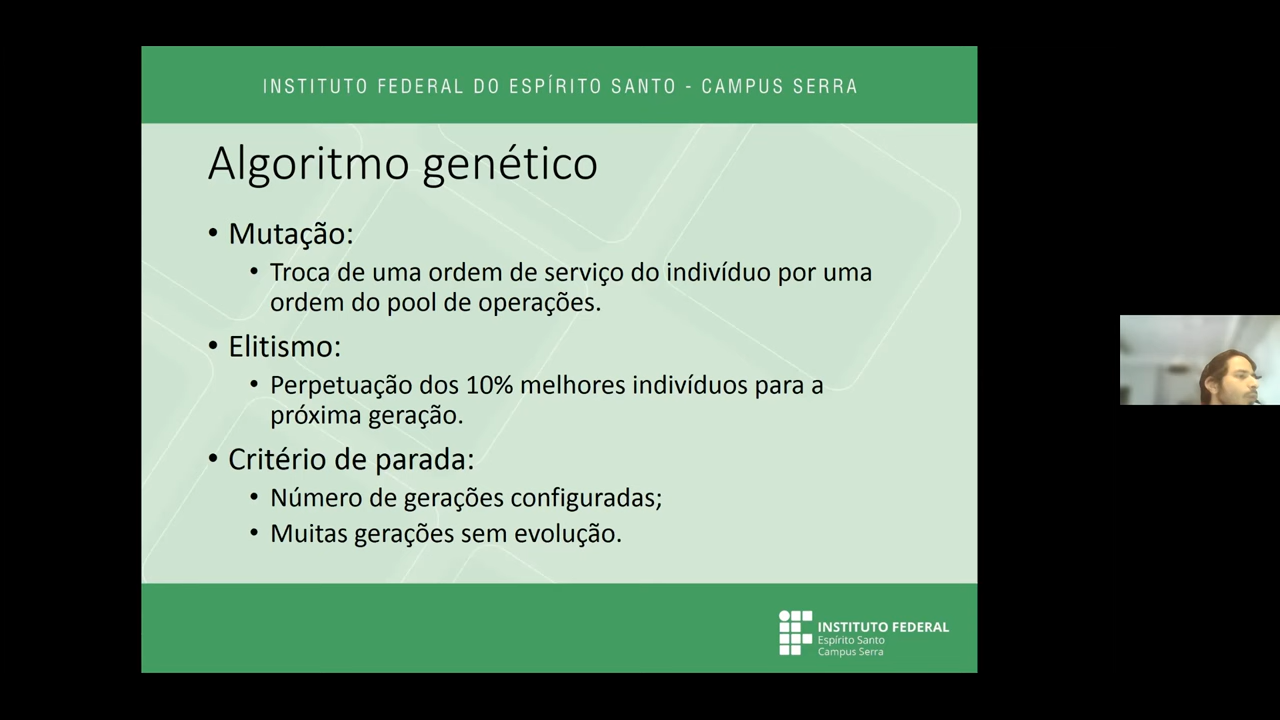 INSTITUTO FEDERAL DO ESPÍRITO SANTO - CAMPUS SERRA
Algoritmo genético
• Mutação:
• Troca de uma ordem de serviço do indivíduo por uma
ordem do pool de operações.
• Elitismo:
• Perpetuação dos 10% melhores indivíduos para a
próxima geração.
• Critério de parada:
• Número de gerações configuradas;
• Muitas gerações sem evolução.
INSTITUTO FEDERAL
Espírito Santo
Campus Serra